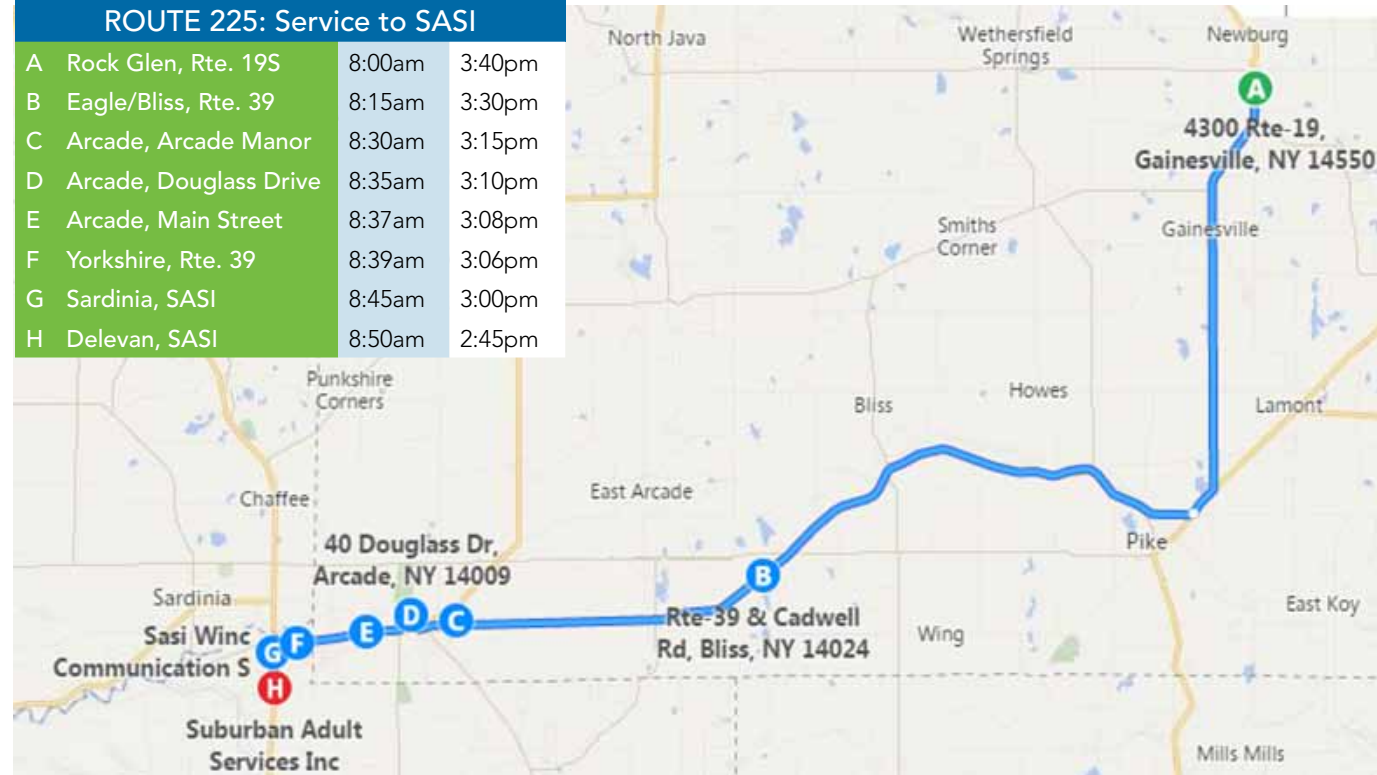 ROUTE 225: Service to SASI
A Rock Glen, Rte. 19S 8:00am 3:40pm
B Eagle/Bliss, Rte. 39 8:15am 3:30pm
C Arcade, Arcade Manor 8:30am 3:15pm
D Arcade, Douglass Drive 8:35am 3:10pm
E Arcade, Main Street 8:37am 3:08pm
F Yorkshire, Rte. 39 8:39am 3:06pm
G Sardinia, SASI 8:45am 3:00pm
H Delevan, SASI 8:50am 2:45pm
North Java
Wethersfield
Springs
Newburg
A
4300 Rte-19,
Gainesville, NY 14550
Smiths
Corner
Gainesville
Punkshire
Corners
Bliss
Howes
Lamont
Chaffee
East Arcade
40 Douglass Dr,
Arcade, NY 14009
Pike
B
Sardinia
East Koy
Rte-39 & Cadwell
Rd, Bliss, NY 14024
Wing
D
C
E
F
G
Sasi Winc
Communication S
H
Suburban Adult
Services Inc
Mills Mills